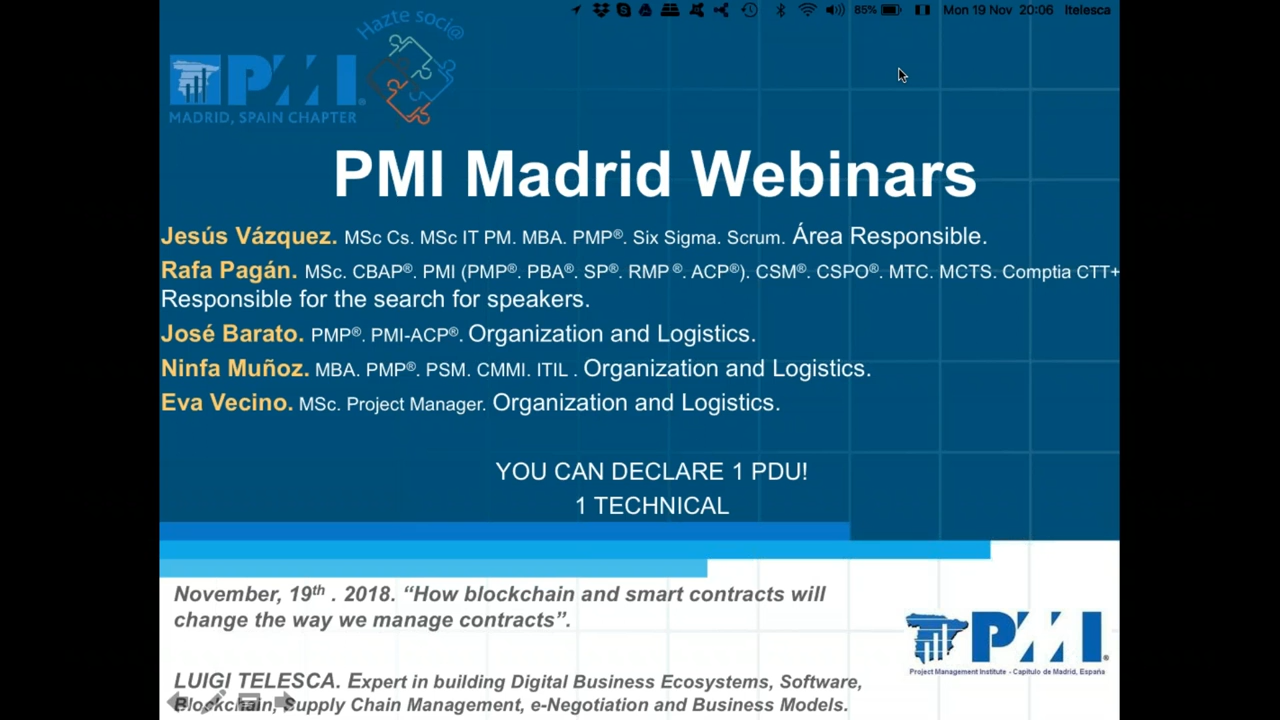 85% Mon 19 Nov 20:06 ltelesca
Hazte soci@
PMI®
MADRID, SPAIN CHAPTER
PMI Madrid Webinars
Jesús Vázquez. MSc Cs. MSc IT PM. MBA. PMP®. Six Sigma. Scrum. Área Responsible.
Rafa Pagán. MSc. CBAP®. PMI (PMP®. PBA®. SP®. RMP ®. ACP®). CSM®. CSPO®. MTC. MCTS. Comptia CTT+
Responsible for the search for speakers.
José Barato. PMP®. PMI-ACP®. Organization and Logistics.
Ninfa Muñoz. MBA. PMP®. PSM. CMMI. ITIL . Organization and Logistics.
Eva Vecino. MSc. Project Manager. Organization and Logistics.
YOU CAN DECLARE 1 PDU!
1 TECHNICAL
November, 19th . 2018. “How blockchain and smart contracts will
change the way we manage contracts”.
PMI®
Project Management Institute - Capítulo de Madrid, España
LUIGI TELESCA. Expert in building Digital Business Ecosystems, Software,
Blockchain, Supply Chain Management, e-Negotiation and Business Models.